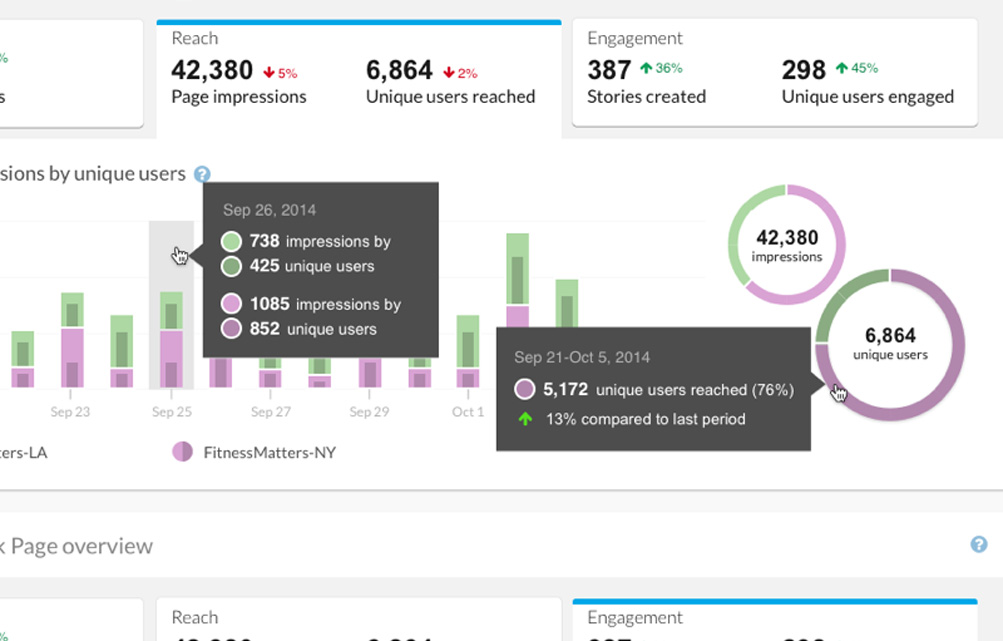 %
s
Reach
42,380 5%
Page impressions
6,864 2%
Unique users reached
Engagement
387 36%
Stories created
298 45%
Unique users engaged
sions by unique users ?
Sep 26, 2014
738 impressions by
425 unique users
1085 impressions by
852 unique users
42,380
impressions
6,864
unique users
Sep 21-Oct 5, 2014
5,172 unique users reached (76%)
13% compared to last period
Sep 23
Sep 25
Sep 27
Sep 29
Oct 1
ters-LA
FitnessMatters-NY
k Page overview ?
%
Reach
Engagement